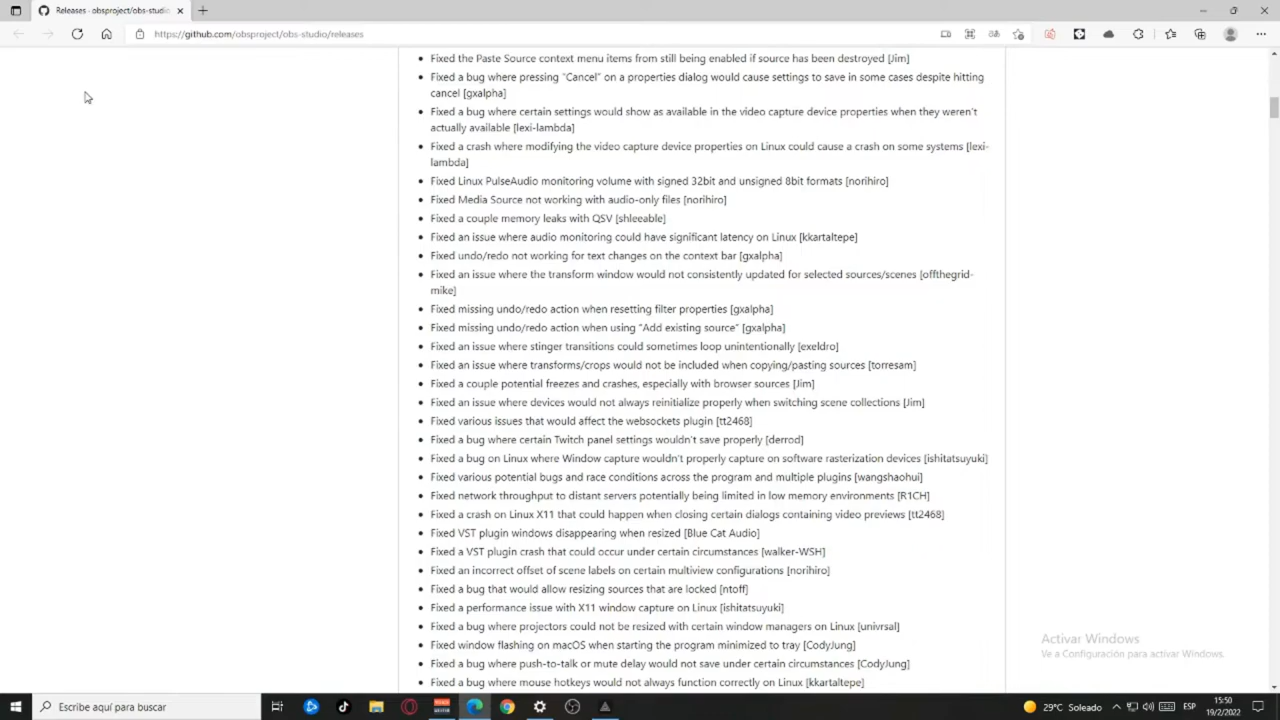 Releases · obsproject/obs-studio
https://github.com/obsproject/obs-studio/releases
Fixed the Paste Source context menu items from still being enabled if source has been destroyed [Jim]
Fixed a bug where pressing "Cancel" on a properties dialog would cause settings to save in some cases despite hitting
cancel [gxalpha]
Fixed a bug where certain settings would show as available in the video capture device properties when they weren't
actually available [lexi-lambda]
Fixed a crash where modifying the video capture device properties on Linux could cause a crash on some systems [lexi-
lambda]
Fixed Linux PulseAudio monitoring volume with signed 32bit and unsigned 8bit formats [norihiro]
Fixed Media Source not working with audio-only files [norihiro]
Fixed a couple memory leaks with QSV [shleeable]
Fixed an issue where audio monitoring could have significant latency on Linux [kkartaltepe]
Fixed undo/redo not working for text changes on the context bar [gxalpha]
Fixed an issue where the transform window would not consistently updated for selected sources/scenes [offthegrid-
mike]
Fixed missing undo/redo action when resetting filter properties [gxalpha]
Fixed missing undo/redo action when using "Add existing source" [gxalpha]
Fixed an issue where stinger transitions could sometimes loop unintentionally [exeldro]
Fixed an issue where transforms/crops would not be included when copying/pasting sources [torresam]
Fixed a couple potential freezes and crashes, especially with browser sources [Jim]
Fixed an issue where devices would not always reinitialize properly when switching scene collections [Jim]
Fixed various issues that would affect the websockets plugin [tt2468]
Fixed a bug where certain Twitch panel settings wouldn't save properly [derrod]
Fixed a bug on Linux where Window capture wouldn't properly capture on software rasterization devices [ishitatsuyuki]
Fixed various potential bugs and race conditions across the program and multiple plugins [wangshaohui]
Fixed network throughput to distant servers potentially being limited in low memory environments [R1CH]
Fixed a crash on Linux X11 that could happen when closing certain dialogs containing video previews [tt2468]
Fixed VST plugin windows disappearing when resized [Blue Cat Audio]
Fixed a VST plugin crash that could occur under certain circumstances [walker-WSH]
Fixed an incorrect offset of scene labels on certain multiview configurations [norihiro]
Fixed a bug that would allow resizing sources that are locked [ntoff]
Fixed a performance issue with X11 window capture on Linux [ishitatsuyuki]
Fixed a bug where projectors could not be resized with certain window managers on Linux [univrsal]
Fixed window flashing on macOS when starting the program minimized to tray [CodyJung]
Fixed a bug where push-to-talk or mute delay would not save under certain circumstances [CodyJung]
Fixed a bug where mouse hotkeys would not always function correctly on Linux [kkartaltepe]
Activar Windows
Ve a Configuración para activar Windows.
Escribe aquí para buscar
29°C Soleado
ESP
15:50
19/2/2022